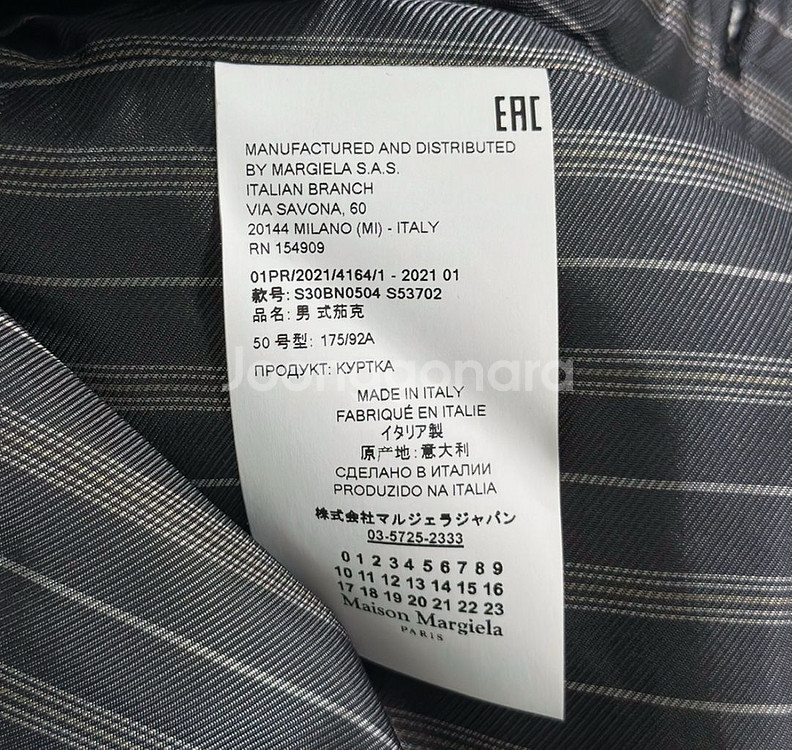 EAC
MANUFACTURED AND DISTRIBUTED
BY MARGIELA S.A.S.
ITALIAN BRANCH
VIA SAVONA, 60
20144 MILANO (MI) - ITALY
RN 154909
01PR/2021/4164/1 - 2021 01
款号: S30BN0504 S53702
品名: 男 式茄克
50 号型: 175/92A
ПРОДУКТ: КУРТКА
Joonggonara
MADE IN ITALY
FABRIQUÉ EN ITALIE
イタリア製
原产地: 意大利
СДЕЛАНО В ИТАЛИИ
PRODUZIDO NA ITALIA
株式会社マルジェラジャパン
03-5725-2333
0 1 2 3 4 5 6 7 8 9
10 11 12 13 14 15 16
17 18 19 20 21 22 23
Maison Margiela
PARIS